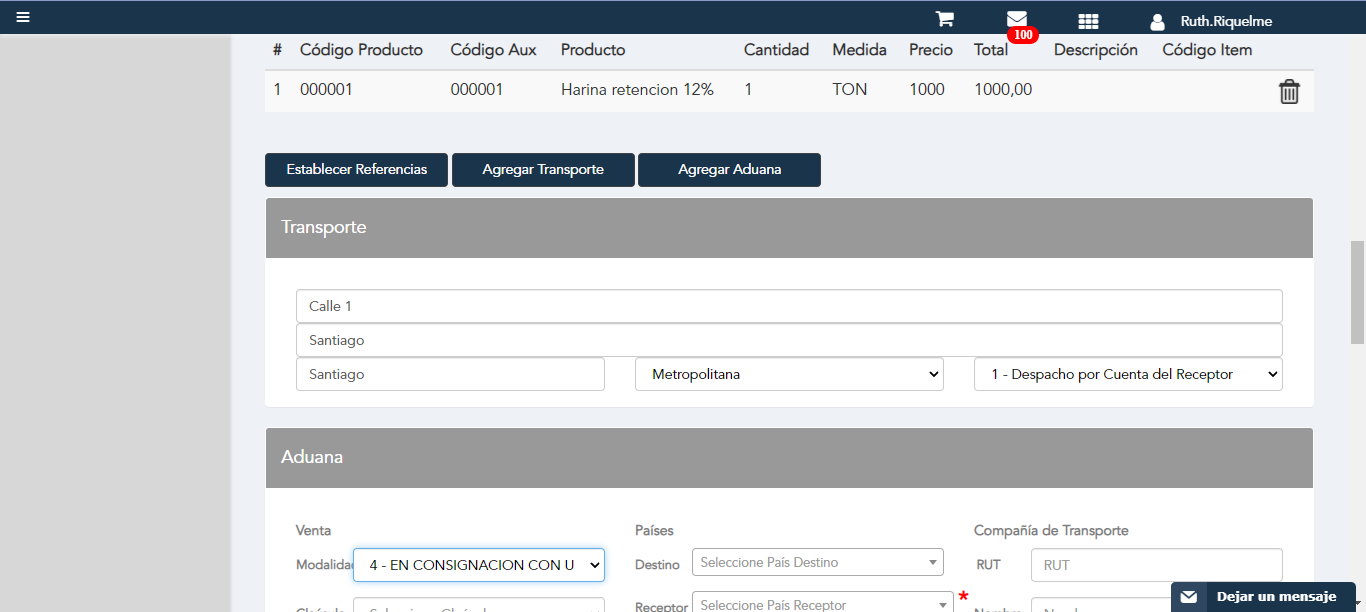 Ruth.Riquelme
100
# Código Producto Código Aux Producto Cantidad Medida Precio Total Descripción Código Item
1 000001 000001 Harina retencion 12% 1 TON 1000 1000,00
Establecer Referencias Agregar Transporte Agregar Aduana
Transporte
Calle 1
Santiago
Santiago Metropolitana 1 - Despacho por Cuenta del Receptor
Aduana
Venta Países Compañía de Transporte
Modalidad 4 - EN CONSIGNACION CON U Destino Seleccione País Destino RUT RUT
Receptor Seleccione País Receptor *
Dejar un mensaje